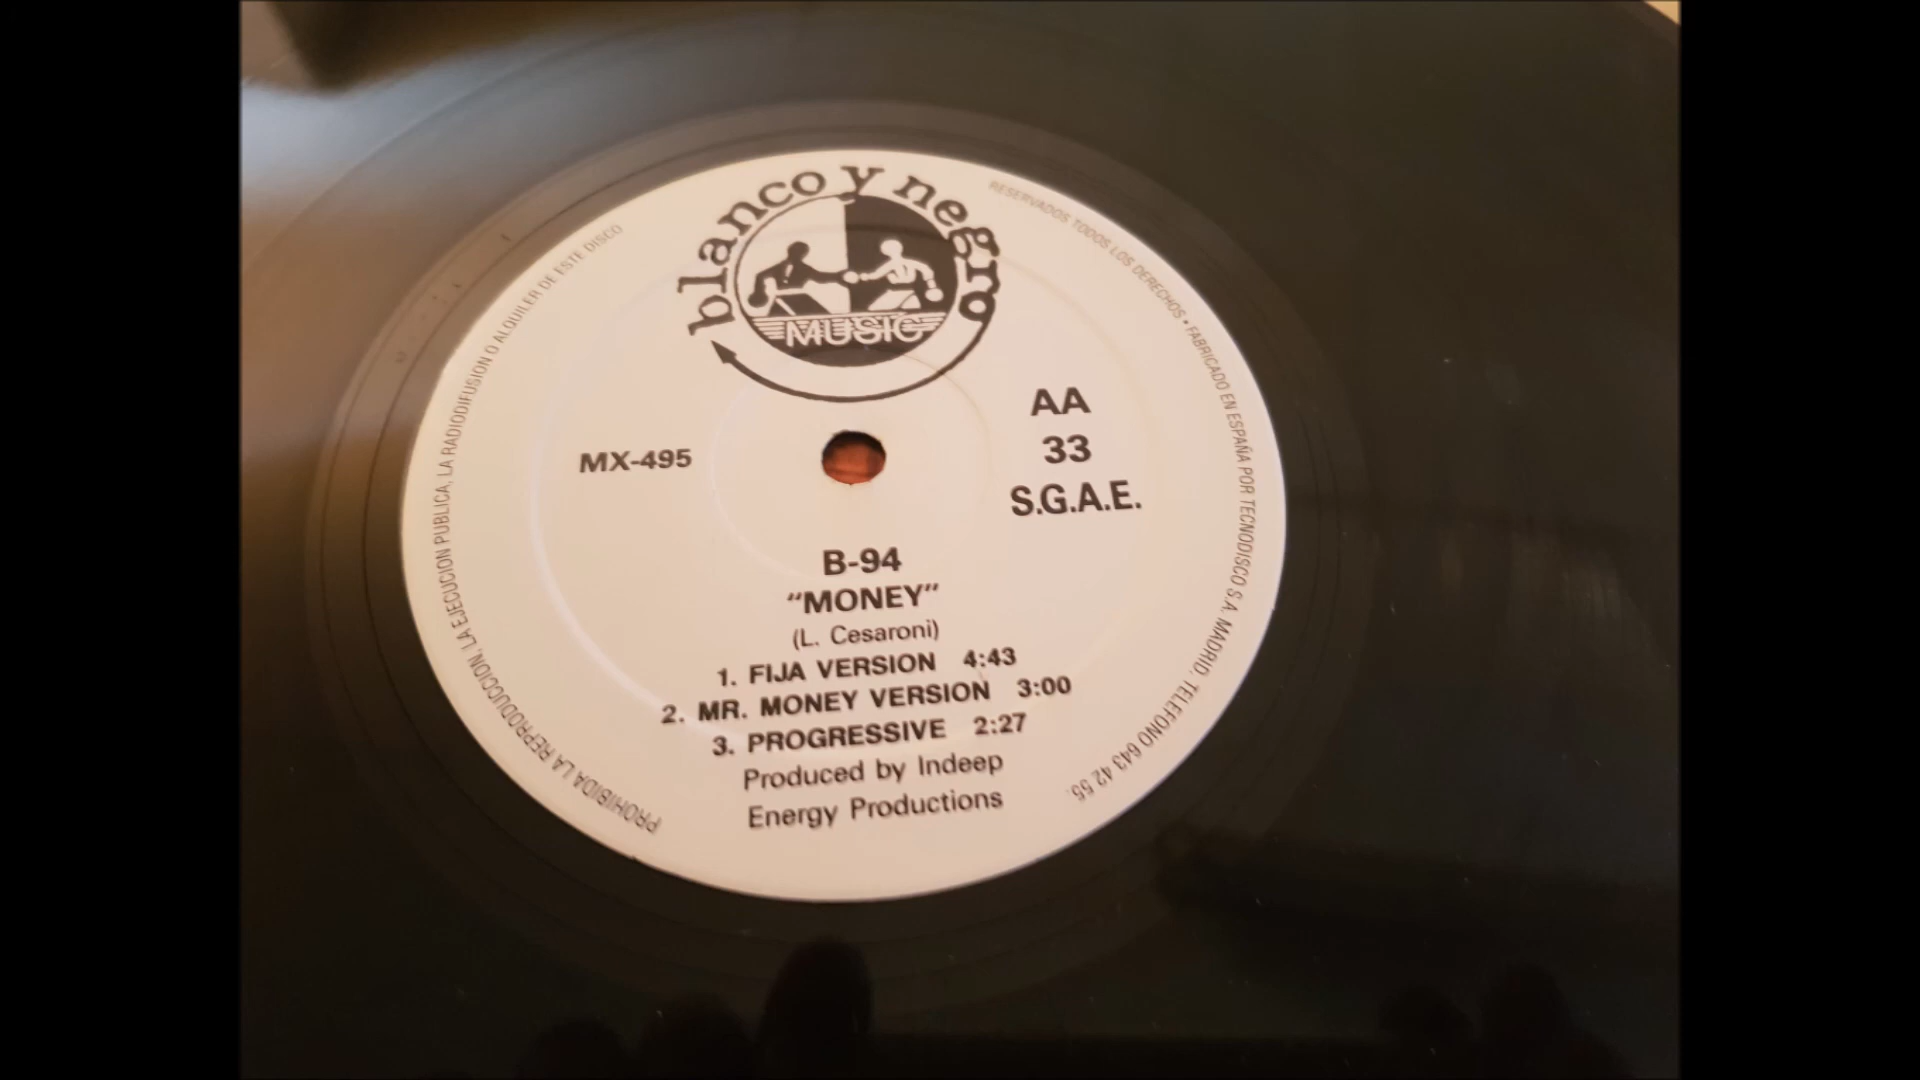 blanco y negro
MUSIC
RESERVADOS TODOS LOS DERECHOS • FABRICADO EN ESPAÑA POR TECNODISCO S.A. MADRID. TELEFONO 643 42 55.
PROHIBIDA LA REPRODUCCION, LA EJECUCION PUBLICA, LA RADIODIFUSION O ALQUILER DE ESTE DISCO
AA
MX-495
33
S.G.A.E.
B-94
"MONEY"
(L. Cesaroni)
1. FIJA VERSION 4:43
2. MR. MONEY VERSION 3:00
3. PROGRESSIVE 2:27
Produced by Indeep
Energy Productions